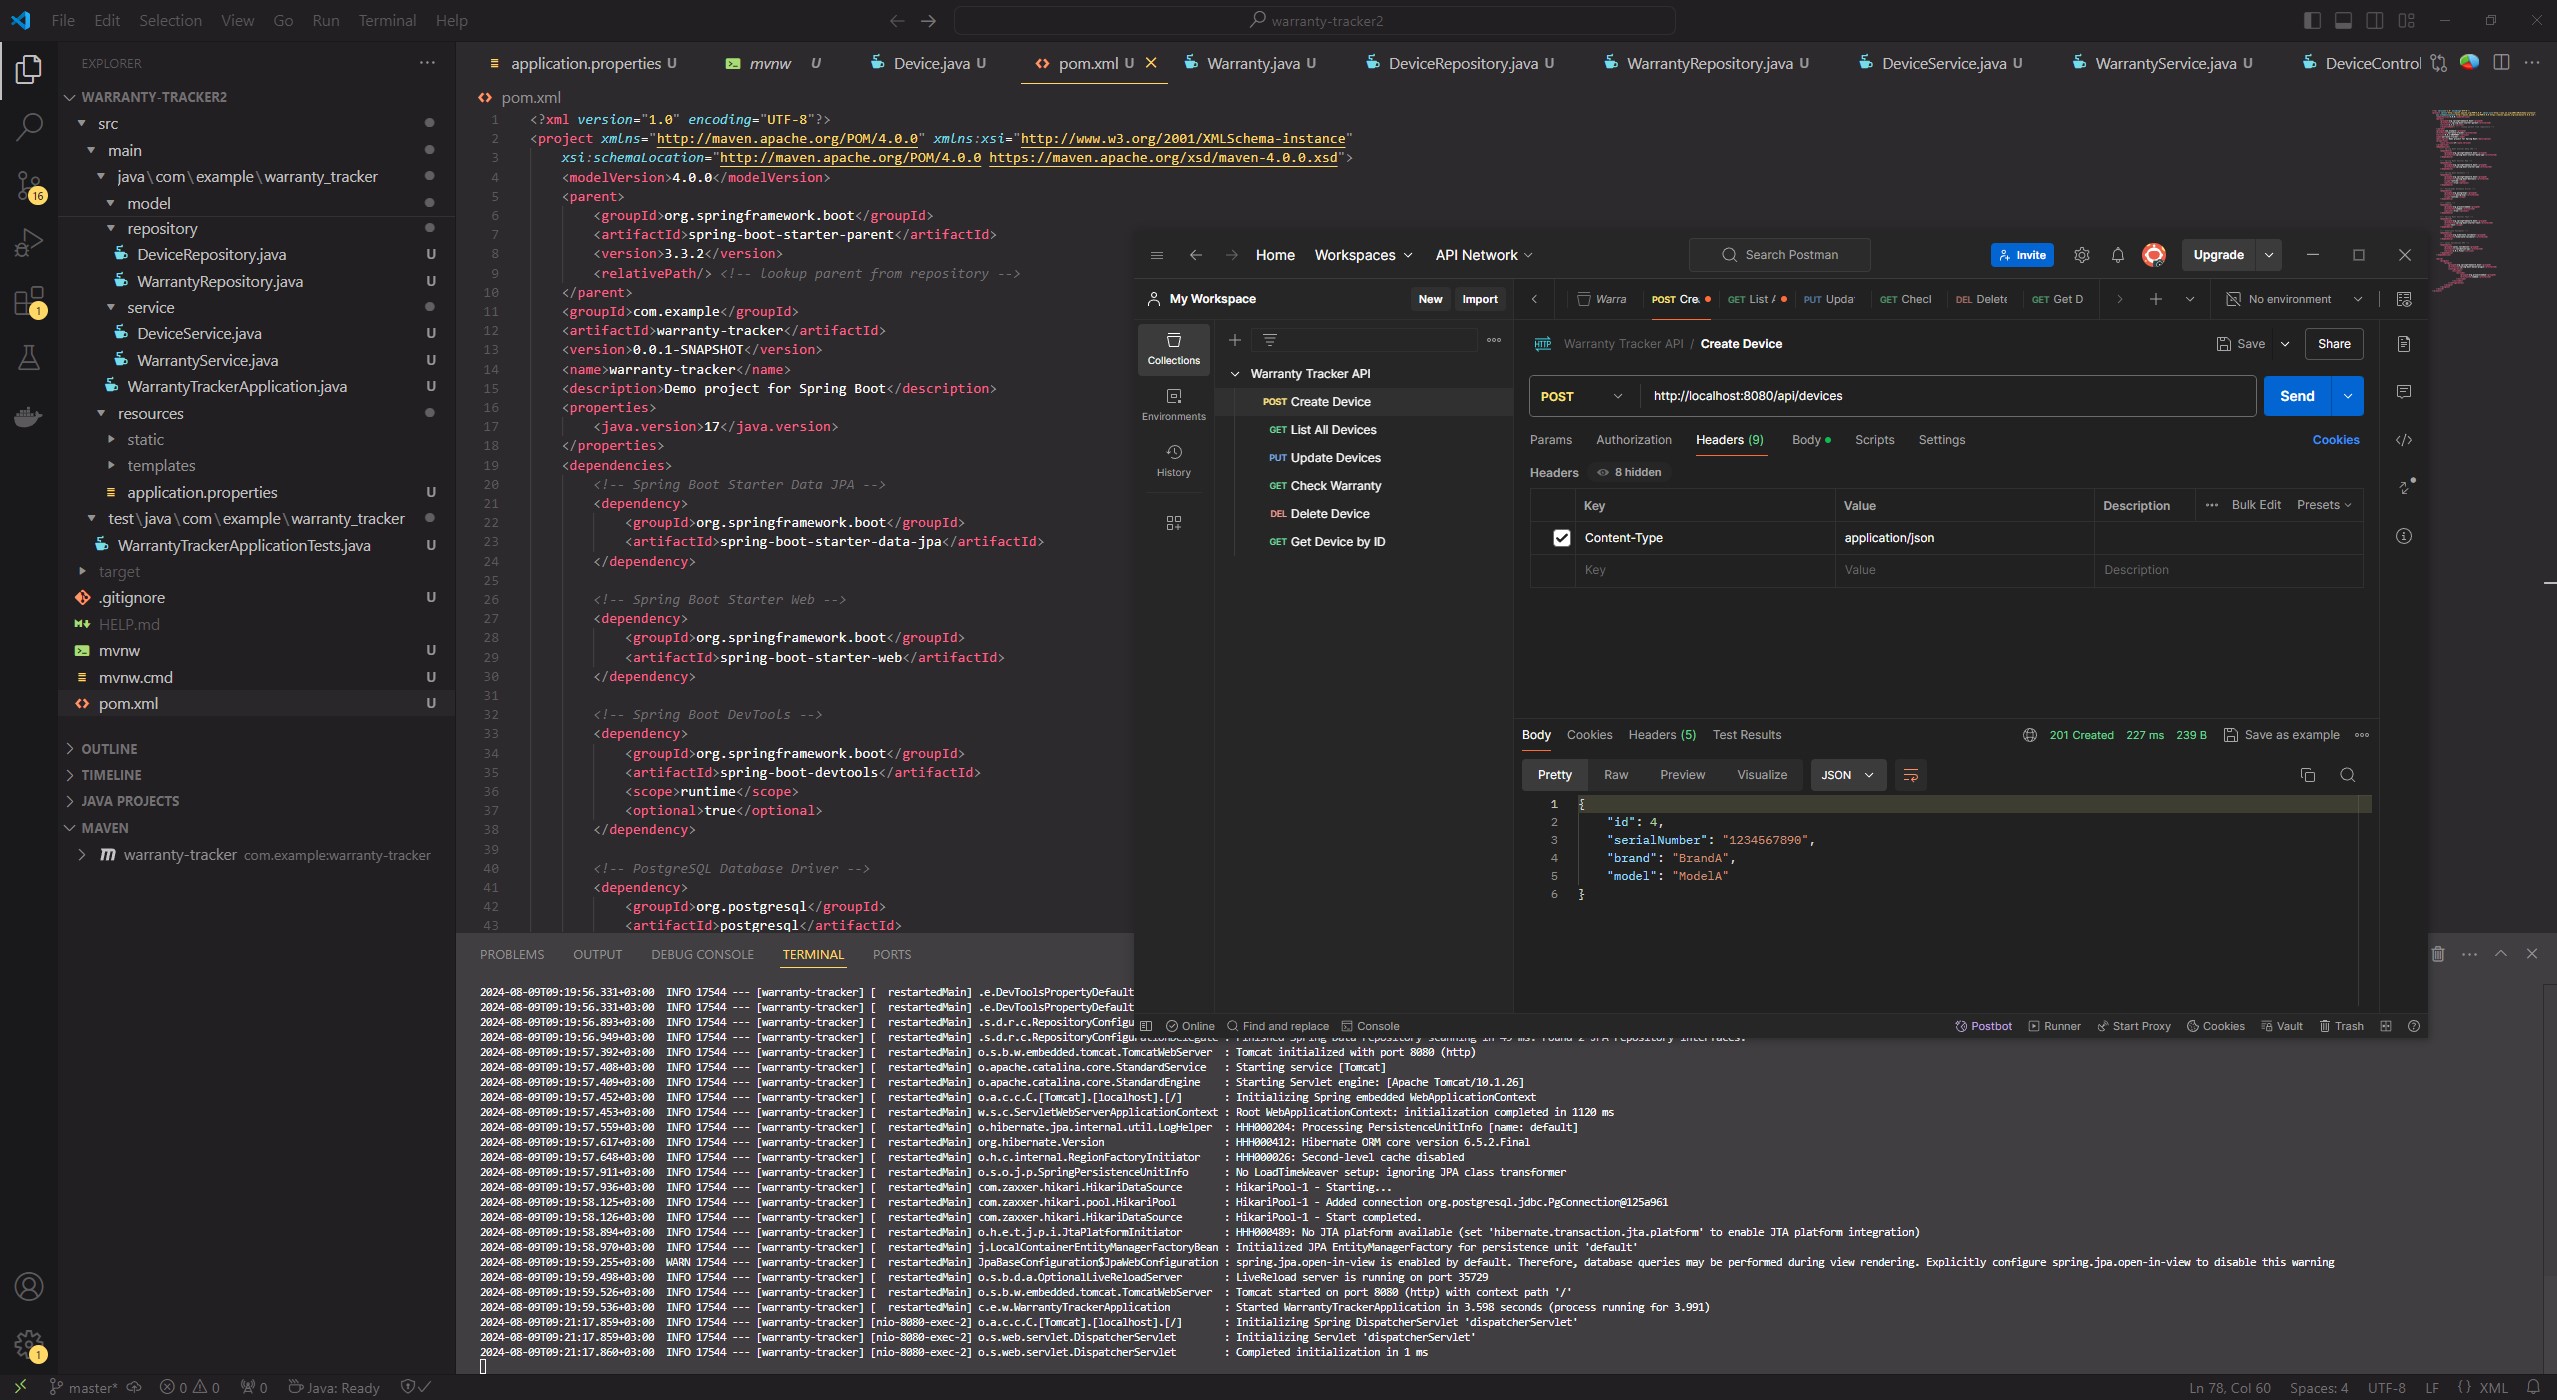 File Edit Selection View Go Run Terminal Help
warranty-tracker2
EXPLORER
WARRANTY-TRACKER2
src
main
java\com\example\warranty_tracker
model
repository
DeviceRepository.java U
WarrantyRepository.java U
service
DeviceService.java U
WarrantyService.java U
WarrantyTrackerApplication.java U
resources
static
templates
application.properties U
test\java\com\example\warranty_tracker
WarrantyTrackerApplicationTests.java U
target
.gitignore U
HELP.md
mvnw U
mvnw.cmd U
pom.xml U
OUTLINE
TIMELINE
JAVA PROJECTS
MAVEN
warranty-tracker com.example:warranty-tracker
16
1
1
application.properties U mvnw U Device.java U pom.xml U Warranty.java U DeviceRepository.java U WarrantyRepository.java U DeviceService.java U WarrantyService.java U DeviceControl
pom.xml
1 <?xml version="1.0" encoding="UTF-8"?>
2 <project xmlns="http://maven.apache.org/POM/4.0.0" xmlns:xsi="http://www.w3.org/2001/XMLSchema-instance"
3 xsi:schemaLocation="http://maven.apache.org/POM/4.0.0 https://maven.apache.org/xsd/maven-4.0.0.xsd">
4 <modelVersion>4.0.0</modelVersion>
5 <parent>
6 <groupId>org.springframework.boot</groupId>
7 <artifactId>spring-boot-starter-parent</artifactId>
8 <version>3.3.2</version>
9 <relativePath/> <!-- lookup parent from repository -->
10 </parent>
11 <groupId>com.example</groupId>
12 <artifactId>warranty-tracker</artifactId>
13 <version>0.0.1-SNAPSHOT</version>
14 <name>warranty-tracker</name>
15 <description>Demo project for Spring Boot</description>
16 <properties>
17 <java.version>17</java.version>
18 </properties>
19 <dependencies>
20 <!-- Spring Boot Starter Data JPA -->
21 <dependency>
22 <groupId>org.springframework.boot</groupId>
23 <artifactId>spring-boot-starter-data-jpa</artifactId>
24 </dependency>
25
26 <!-- Spring Boot Starter Web -->
27 <dependency>
28 <groupId>org.springframework.boot</groupId>
29 <artifactId>spring-boot-starter-web</artifactId>
30 </dependency>
31
32 <!-- Spring Boot DevTools -->
33 <dependency>
34 <groupId>org.springframework.boot</groupId>
35 <artifactId>spring-boot-devtools</artifactId>
36 <scope>runtime</scope>
37 <optional>true</optional>
38 </dependency>
39
40 <!-- PostgreSQL Database Driver -->
41 <dependency>
42 <groupId>org.postgresql</groupId>
43 <artifactId>postgresql</artifactId>
Home Workspaces API Network Search Postman Invite Upgrade
My Workspace New Import
Warra POST Cre. GET List A PUT Upda GET Checl DEL Delete GET Get D No environment
Collections
Environments
History
Warranty Tracker API
POST Create Device
GET List All Devices
PUT Update Devices
GET Check Warranty
DEL Delete Device
GET Get Device by ID
HTTP Warranty Tracker API / Create Device Save Share
POST http://localhost:8080/api/devices Send
Params Authorization Headers (9) Body Scripts Settings Cookies
Headers 8 hidden
Key Value Description Bulk Edit Presets
Content-Type application/json
Key Value Description
Body Cookies Headers (5) Test Results 201 Created 227 ms 239 B Save as example
Pretty Raw Preview Visualize JSON
1 {
2 "id": 4,
3 "serialNumber": "1234567890",
4 "brand": "BrandA",
5 "model": "ModelA"
6 }
Online Find and replace Console Postbot Runner Start Proxy Cookies Vault Trash
PROBLEMS OUTPUT DEBUG CONSOLE TERMINAL PORTS
2024-08-09T09:19:56.331+03:00 INFO 17544 --- [warranty-tracker] [ restartedMain] .e.DevToolsPropertyDefault
2024-08-09T09:19:56.331+03:00 INFO 17544 --- [warranty-tracker] [ restartedMain] .e.DevToolsPropertyDefault
2024-08-09T09:19:56.893+03:00 INFO 17544 --- [warranty-tracker] [ restartedMain] .s.d.r.c.RepositoryConfigu
2024-08-09T09:19:56.949+03:00 INFO 17544 --- [warranty-tracker] [ restartedMain] .s.d.r.c.RepositoryConfigurationDelegate : Finished Spring Data repository scanning in 45 ms. Found 2 JPA repository interfaces.
2024-08-09T09:19:57.392+03:00 INFO 17544 --- [warranty-tracker] [ restartedMain] o.s.b.w.embedded.tomcat.TomcatWebServer : Tomcat initialized with port 8080 (http)
2024-08-09T09:19:57.408+03:00 INFO 17544 --- [warranty-tracker] [ restartedMain] o.apache.catalina.core.StandardService : Starting service [Tomcat]
2024-08-09T09:19:57.409+03:00 INFO 17544 --- [warranty-tracker] [ restartedMain] o.apache.catalina.core.StandardEngine : Starting Servlet engine: [Apache Tomcat/10.1.26]
2024-08-09T09:19:57.452+03:00 INFO 17544 --- [warranty-tracker] [ restartedMain] o.a.c.c.C.[Tomcat].[localhost].[/] : Initializing Spring embedded WebApplicationContext
2024-08-09T09:19:57.453+03:00 INFO 17544 --- [warranty-tracker] [ restartedMain] w.s.c.ServletWebServerApplicationContext : Root WebApplicationContext: initialization completed in 1120 ms
2024-08-09T09:19:57.559+03:00 INFO 17544 --- [warranty-tracker] [ restartedMain] o.hibernate.jpa.internal.util.LogHelper : HHH000204: Processing PersistenceUnitInfo [name: default]
2024-08-09T09:19:57.617+03:00 INFO 17544 --- [warranty-tracker] [ restartedMain] org.hibernate.Version : HHH000412: Hibernate ORM core version 6.5.2.Final
2024-08-09T09:19:57.648+03:00 INFO 17544 --- [warranty-tracker] [ restartedMain] o.h.c.internal.RegionFactoryInitiator : HHH000026: Second-level cache disabled
2024-08-09T09:19:57.911+03:00 INFO 17544 --- [warranty-tracker] [ restartedMain] o.s.o.j.p.SpringPersistenceUnitInfo : No LoadTimeWeaver setup: ignoring JPA class transformer
2024-08-09T09:19:57.936+03:00 INFO 17544 --- [warranty-tracker] [ restartedMain] com.zaxxer.hikari.HikariDataSource : HikariPool-1 - Starting...
2024-08-09T09:19:58.125+03:00 INFO 17544 --- [warranty-tracker] [ restartedMain] com.zaxxer.hikari.pool.HikariPool : HikariPool-1 - Added connection org.postgresql.jdbc.PgConnection@125a961
2024-08-09T09:19:58.126+03:00 INFO 17544 --- [warranty-tracker] [ restartedMain] com.zaxxer.hikari.HikariDataSource : HikariPool-1 - Start completed.
2024-08-09T09:19:58.894+03:00 INFO 17544 --- [warranty-tracker] [ restartedMain] o.h.e.t.j.p.i.JtaPlatformInitiator : HHH000489: No JTA platform available (set 'hibernate.transaction.jta.platform' to enable JTA platform integration)
2024-08-09T09:19:58.970+03:00 INFO 17544 --- [warranty-tracker] [ restartedMain] j.LocalContainerEntityManagerFactoryBean : Initialized JPA EntityManagerFactory for persistence unit 'default'
2024-08-09T09:19:59.255+03:00 WARN 17544 --- [warranty-tracker] [ restartedMain] JpaBaseConfiguration$JpaWebConfiguration : spring.jpa.open-in-view is enabled by default. Therefore, database queries may be performed during view rendering. Explicitly configure spring.jpa.open-in-view to disable this warning
2024-08-09T09:19:59.498+03:00 INFO 17544 --- [warranty-tracker] [ restartedMain] o.s.b.d.a.OptionalLiveReloadServer : LiveReload server is running on port 35729
2024-08-09T09:19:59.526+03:00 INFO 17544 --- [warranty-tracker] [ restartedMain] o.s.b.w.embedded.tomcat.TomcatWebServer : Tomcat started on port 8080 (http) with context path '/'
2024-08-09T09:19:59.536+03:00 INFO 17544 --- [warranty-tracker] [ restartedMain] c.e.w.WarrantyTrackerApplication : Started WarrantyTrackerApplication in 3.598 seconds (process running for 3.991)
2024-08-09T09:21:17.859+03:00 INFO 17544 --- [warranty-tracker] [nio-8080-exec-2] o.a.c.c.C.[Tomcat].[localhost].[/] : Initializing Spring DispatcherServlet 'dispatcherServlet'
2024-08-09T09:21:17.859+03:00 INFO 17544 --- [warranty-tracker] [nio-8080-exec-2] o.s.web.servlet.DispatcherServlet : Initializing Servlet 'dispatcherServlet'
2024-08-09T09:21:17.860+03:00 INFO 17544 --- [warranty-tracker] [nio-8080-exec-2] o.s.web.servlet.DispatcherServlet : Completed initialization in 1 ms
master* 0 0 0 Java: Ready Ln 78, Col 60 Spaces: 4 UTF-8 LF {} XML